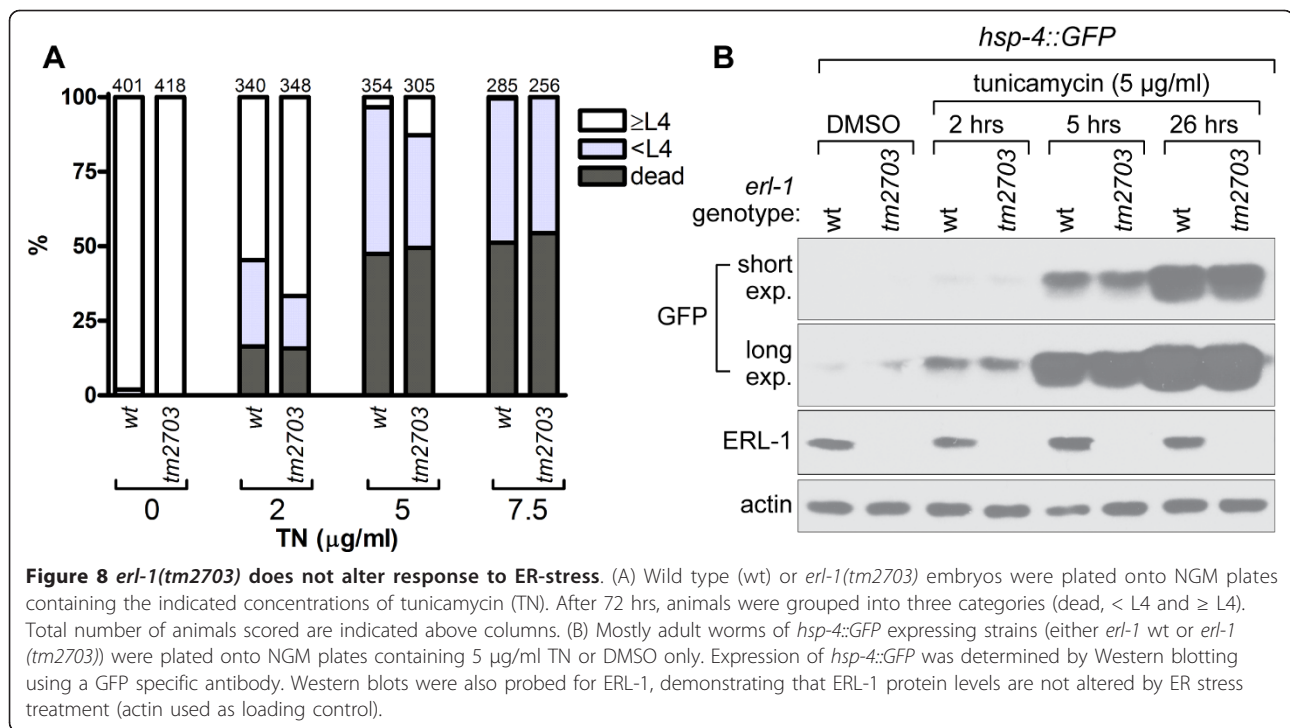 A
401 418 340 348 354 305 285 256
100
75
50
25
0
%
≥L4
<L4
dead
wt tm2703 wt tm2703 wt tm2703 wt tm2703
0 2 5 7.5
TN (μg/ml)
B
hsp-4::GFP
tunicamycin (5 μg/ml)
DMSO 2 hrs 5 hrs 26 hrs
erl-1 genotype: wt tm2703 wt tm2703 wt tm2703 wt tm2703
GFP
short exp.
long exp.
ERL-1
actin
Figure 8 erl-1(tm2703) does not alter response to ER-stress. (A) Wild type (wt) or erl-1(tm2703) embryos were plated onto NGM plates
containing the indicated concentrations of tunicamycin (TN). After 72 hrs, animals were grouped into three categories (dead, < L4 and ≥ L4).
Total number of animals scored are indicated above columns. (B) Mostly adult worms of hsp-4::GFP expressing strains (either erl-1 wt or erl-1
(tm2703)) were plated onto NGM plates containing 5 μg/ml TN or DMSO only. Expression of hsp-4::GFP was determined by Western blotting
using a GFP specific antibody. Western blots were also probed for ERL-1, demonstrating that ERL-1 protein levels are not altered by ER stress
treatment (actin used as loading control).